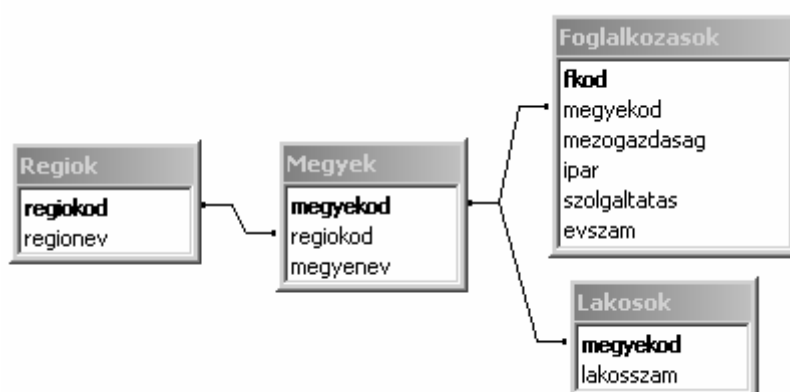 Regiok
regiokod
regionev
Megyek
megyekod
regiokod
megyenev
Foglalkozasok
fkod
megyekod
mezogazdasag
ipar
szolgaltatas
evszam
Lakosok
megyekod
lakosszam